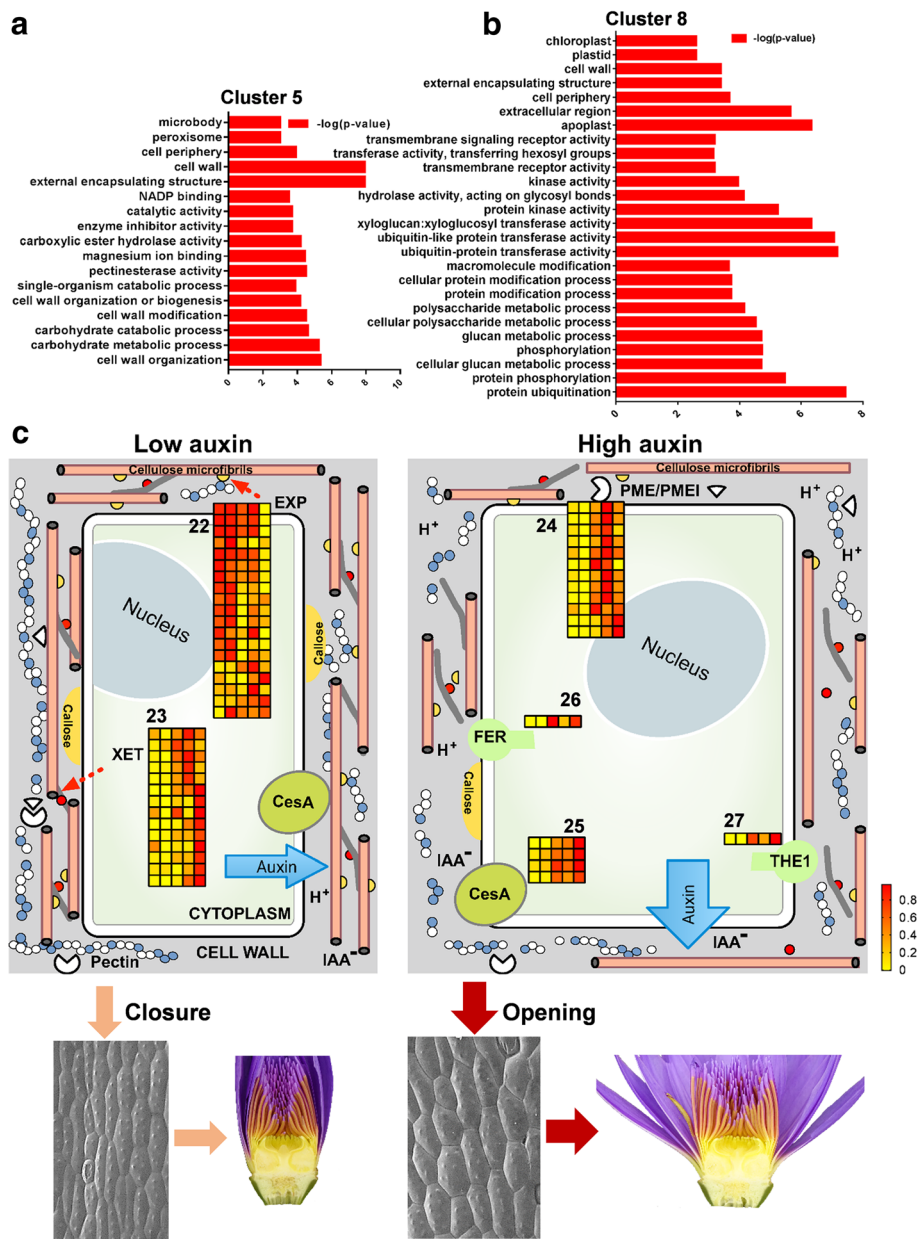 a
Cluster 5
-log(p-value)
microbody
peroxisome
cell periphery
cell wall
external encapsulating structure
NADP binding
catalytic activity
enzyme inhibitor activity
carboxylic ester hydrolase activity
magnesium ion binding
pectinesterase activity
single-organism catabolic process
cell wall organization or biogenesis
cell wall modification
carbohydrate catabolic process
carbohydrate metabolic process
cell wall organization
0 2 4 6 8 10
b
Cluster 8
-log(p-value)
chloroplast
plastid
cell wall
external encapsulating structure
cell periphery
extracellular region
apoplast
transmembrane signaling receptor activity
transferase activity, transferring hexosyl groups
transmembrane receptor activity
kinase activity
hydrolase activity, acting on glycosyl bonds
protein kinase activity
xyloglucan:xyloglucosyl transferase activity
ubiquitin-like protein transferase activity
ubiquitin-protein transferase activity
macromolecule modification
cellular protein modification process
protein modification process
polysaccharide metabolic process
cellular polysaccharide metabolic process
glucan metabolic process
phosphorylation
cellular glucan metabolic process
protein phosphorylation
protein ubiquitination
0 2 4 6 8
c
Low auxin
Cellulose microfibrils
EXP
22
Nucleus
Callose
Callose
23
XET
CesA
Auxin
H+
CYTOPLASM
CELL WALL
IAA-
Pectin
High auxin
Cellulose microfibrils
PME/PMEI
H+
H+
H+
24
Nucleus
26
FER
H+
Callose
25
27
THE1
IAA-
CesA
Auxin
IAA-
0.8
0.6
0.4
0.2
0
Closure
Opening